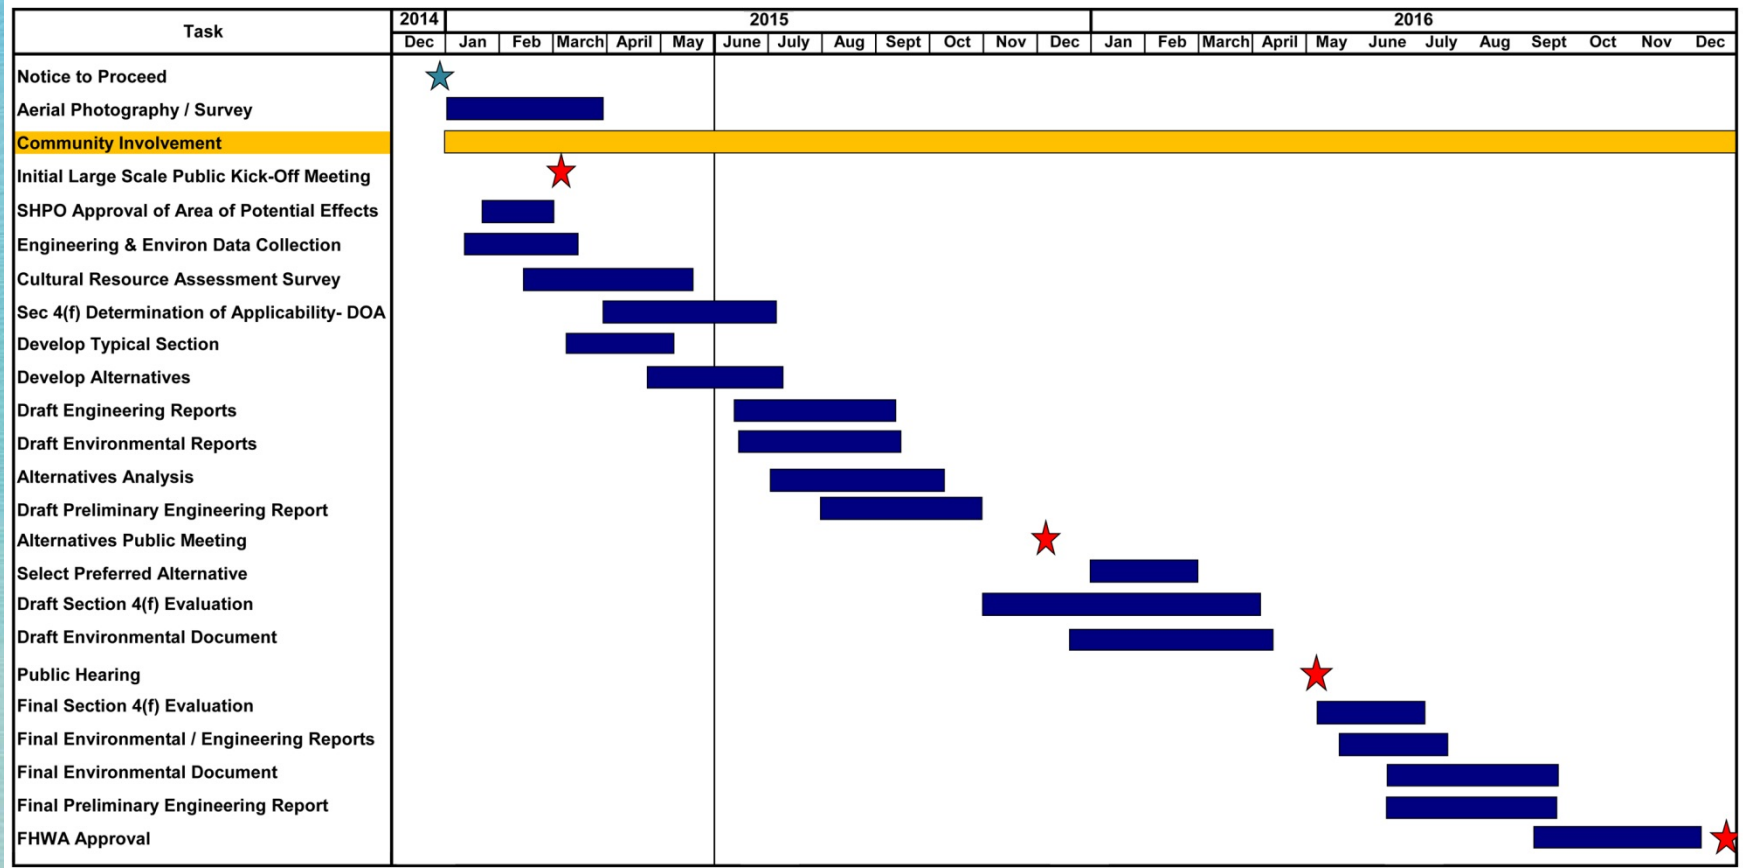 Task
2014 2015 2016
Dec Jan Feb March April May June July Aug Sept Oct Nov Dec Jan Feb March April May June July Aug Sept Oct Nov Dec
Notice to Proceed
Aerial Photography / Survey
Community Involvement
Initial Large Scale Public Kick-Off Meeting
SHPO Approval of Area of Potential Effects
Engineering & Environ Data Collection
Cultural Resource Assessment Survey
Sec 4(f) Determination of Applicability- DOA
Develop Typical Section
Develop Alternatives
Draft Engineering Reports
Draft Environmental Reports
Alternatives Analysis
Draft Preliminary Engineering Report
Alternatives Public Meeting
Select Preferred Alternative
Draft Section 4(f) Evaluation
Draft Environmental Document
Public Hearing
Final Section 4(f) Evaluation
Final Environmental / Engineering Reports
Final Environmental Document
Final Preliminary Engineering Report
FHWA Approval